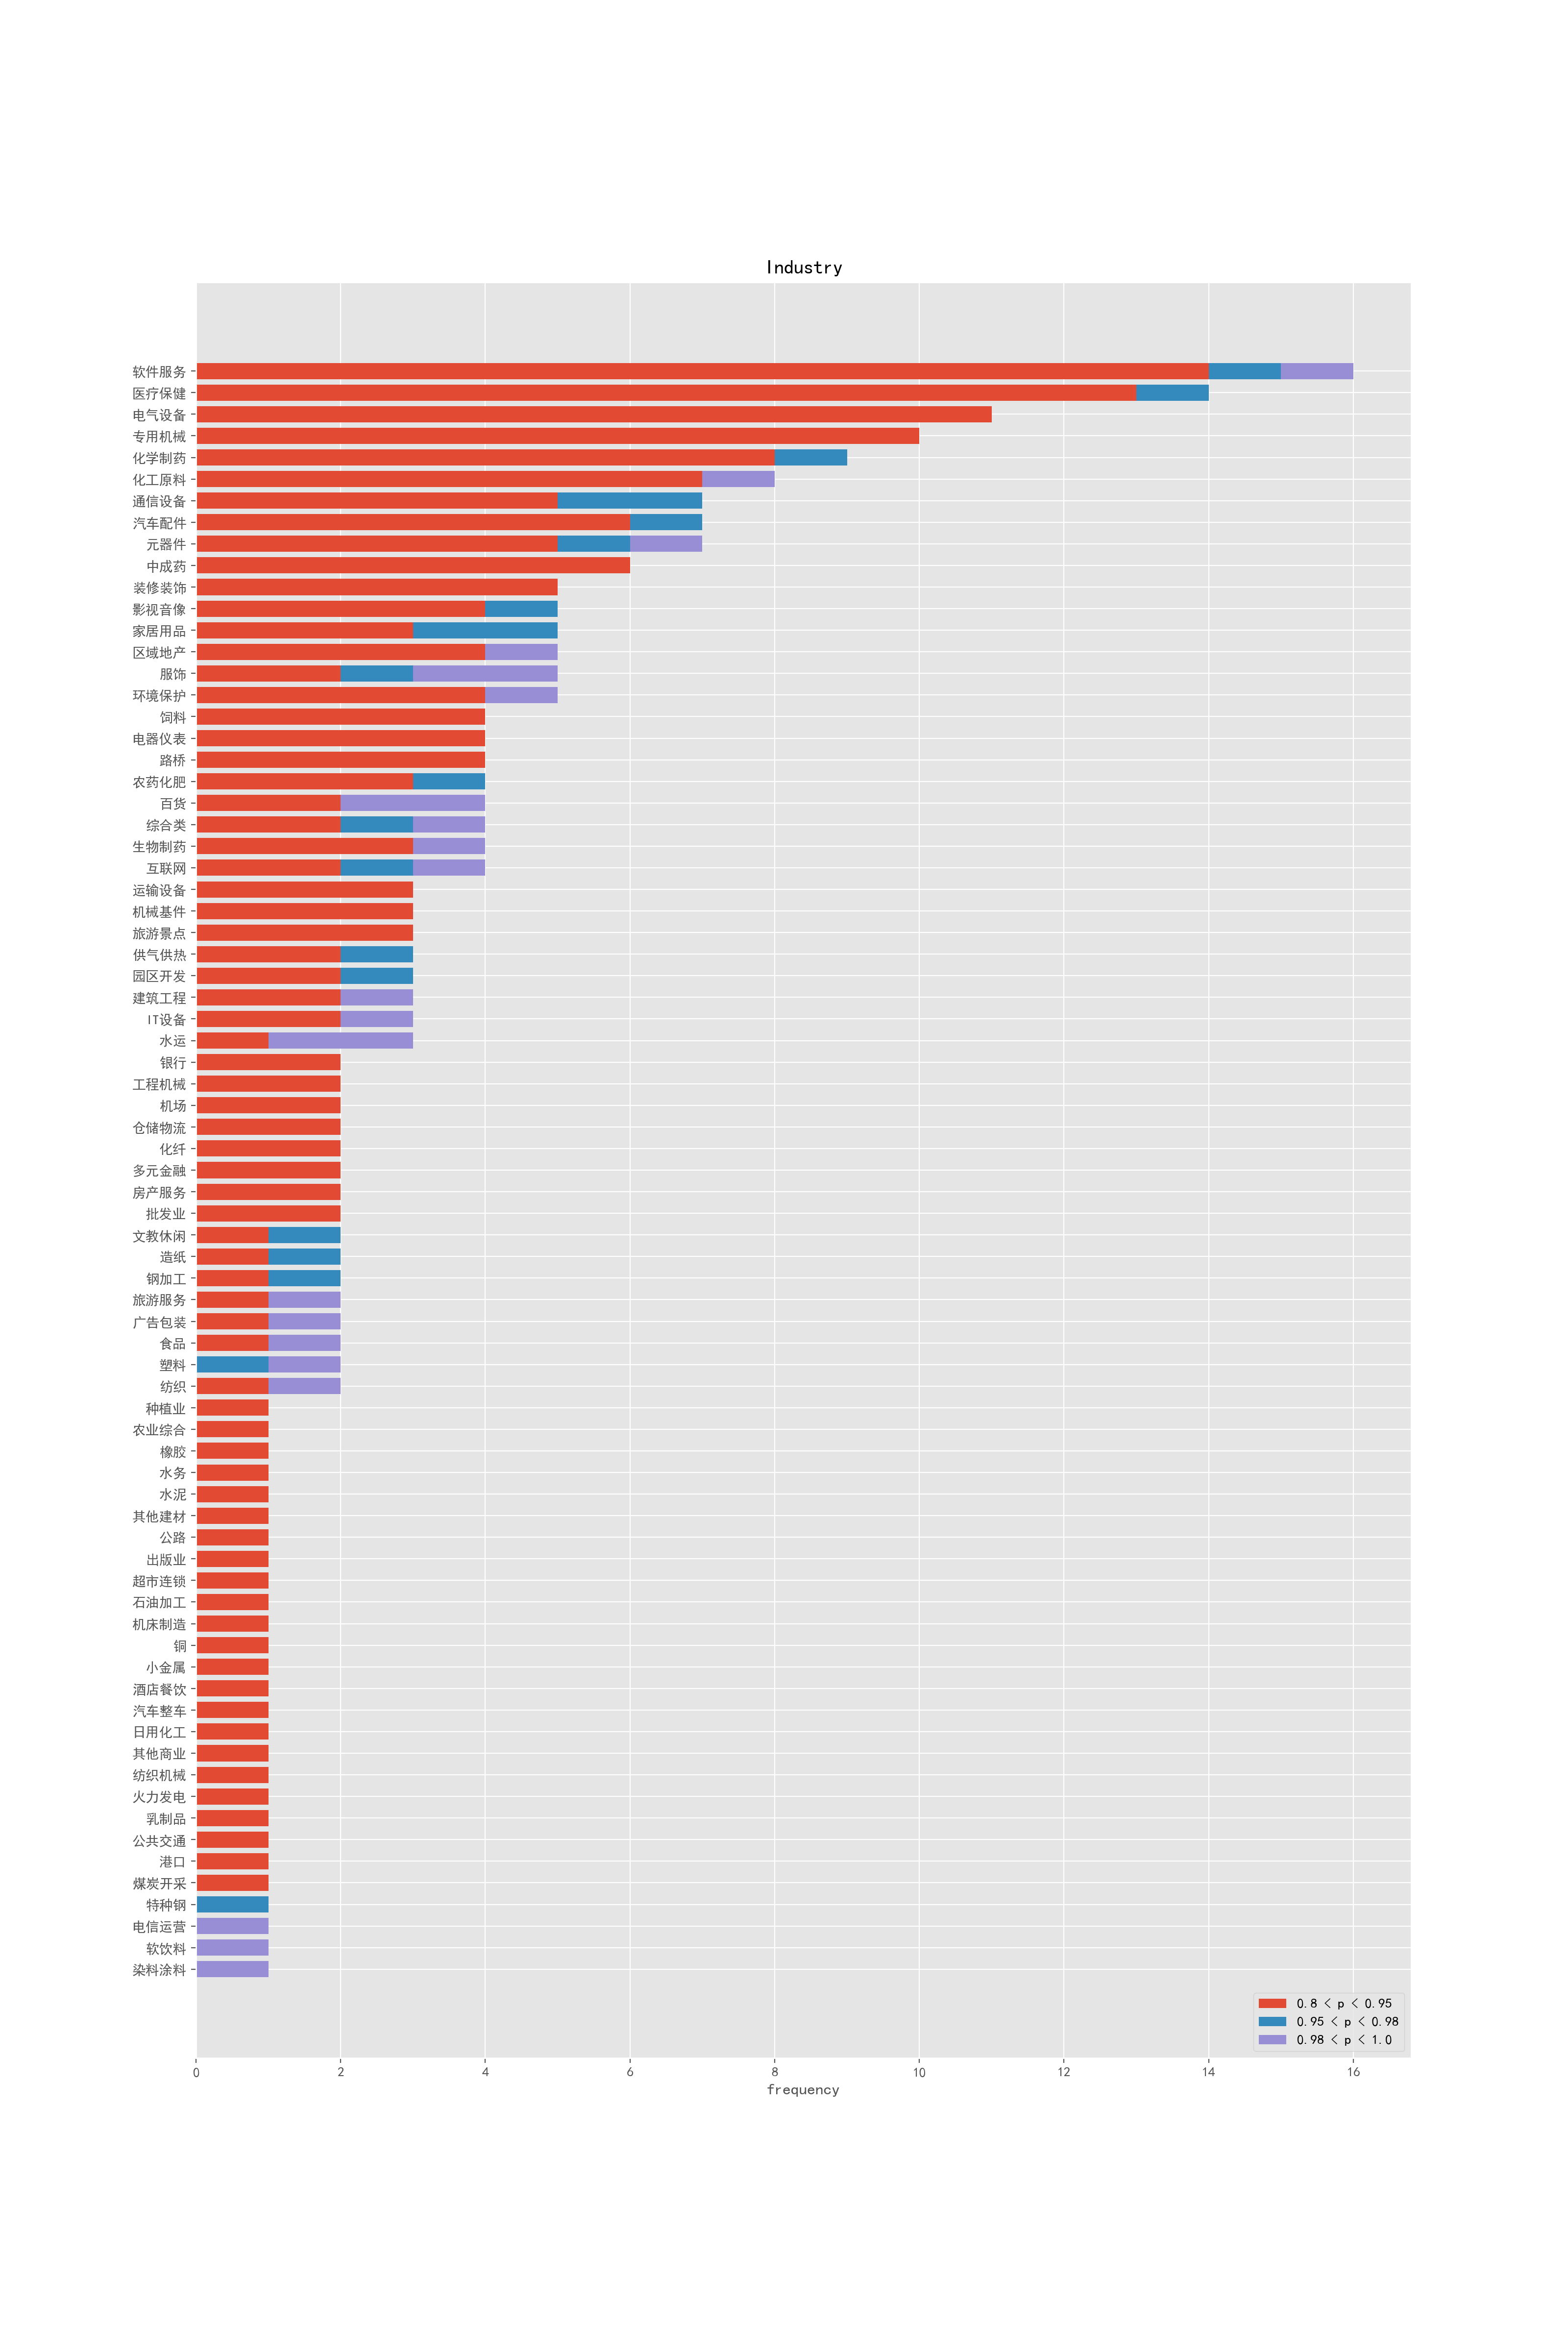 Industry
软件服务
医疗保健
电气设备
专用机械
化学制药
化工原料
通信设备
汽车配件
元器件
中成药
装修装饰
影视音像
家居用品
区域地产
服饰
环境保护
饲料
电器仪表
路桥
农药化肥
百货
综合类
生物制药
互联网
运输设备
机械基件
旅游景点
供气供热
园区开发
建筑工程
IT设备
水运
银行
工程机械
机场
仓储物流
化纤
多元金融
房产服务
批发业
文教休闲
造纸
钢加工
旅游服务
广告包装
食品
塑料
纺织
种植业
农业综合
橡胶
水务
水泥
其他建材
公路
出版业
超市连锁
石油加工
机床制造
铜
小金属
酒店餐饮
汽车整车
日用化工
其他商业
纺织机械
火力发电
乳制品
公共交通
港口
煤炭开采
特种钢
电信运营
软饮料
染料涂料
0.8 < p < 0.95
0.95 < p < 0.98
0.98 < p < 1.0
0 2 4 6 8 10 12 14 16
frequency